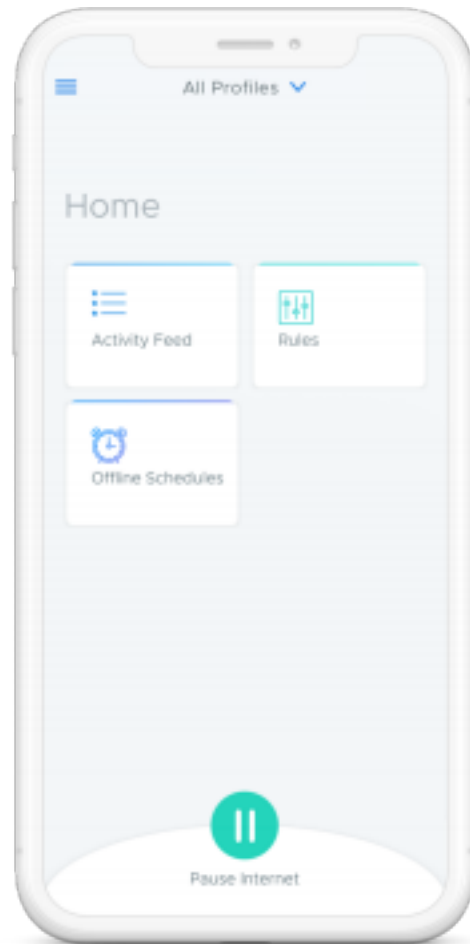 All Profiles
Home
Activity Feed
Rules
Offline Schedules
Pause Internet